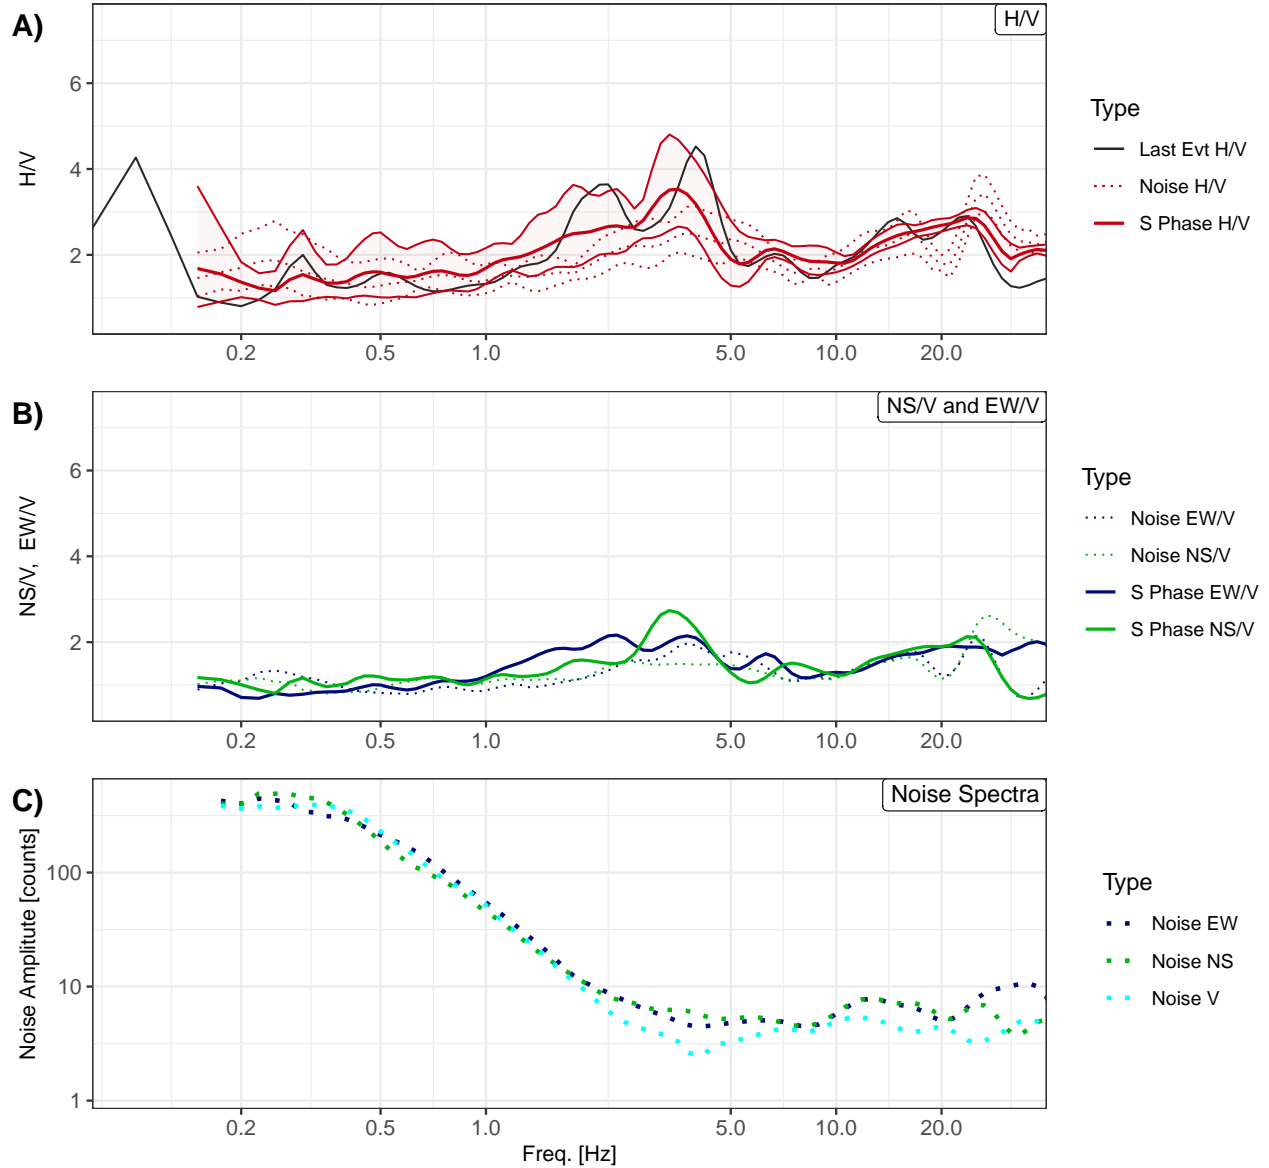 A)
H/V
6
4
2
H/V
0.2 0.5 1.0 5.0 10.0 20.0
Type
Last Evt H/V
Noise H/V
S Phase H/V
B)
NS/V and EW/V
6
4
2
NS/V, EW/V
0.2 0.5 1.0 5.0 10.0 20.0
Type
Noise EW/V
Noise NS/V
S Phase EW/V
S Phase NS/V
C)
Noise Spectra
100
10
1
Noise Amplitute [counts]
0.2 0.5 1.0 5.0 10.0 20.0
Freq. [Hz]
Type
Noise EW
Noise NS
Noise V